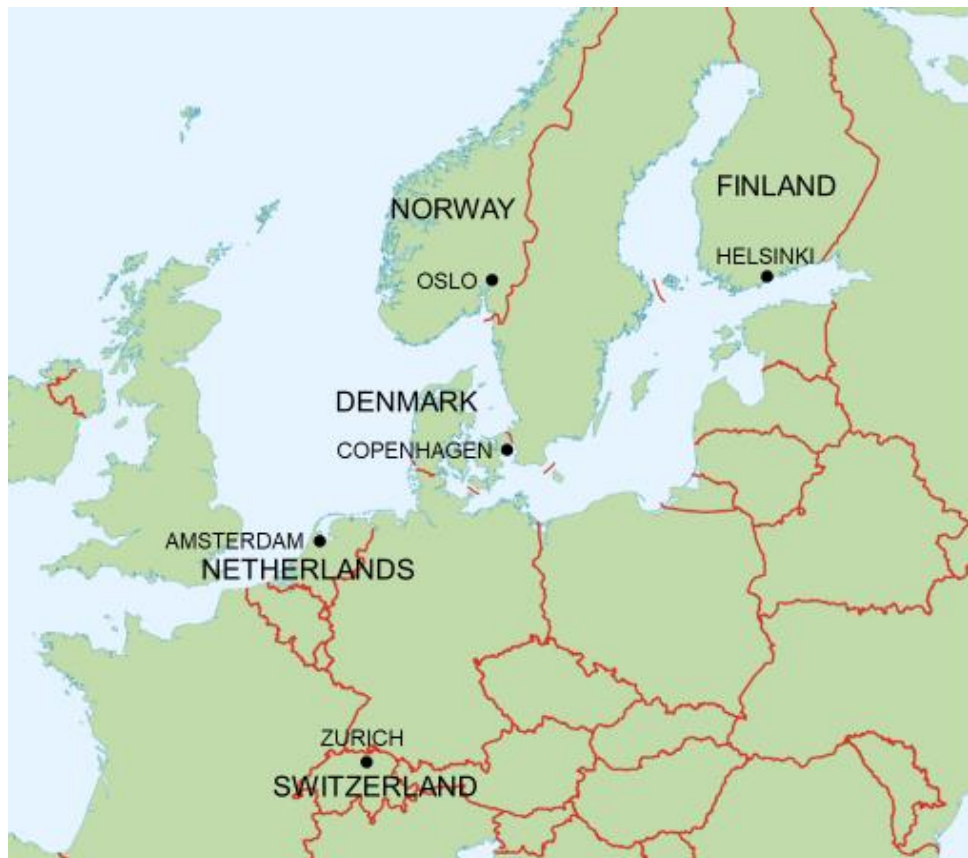 NORWAY
FINLAND
HELSINKI
OSLO
DENMARK
COPENHAGEN
AMSTERDAM
NETHERLANDS
ZURICH
SWITZERLAND